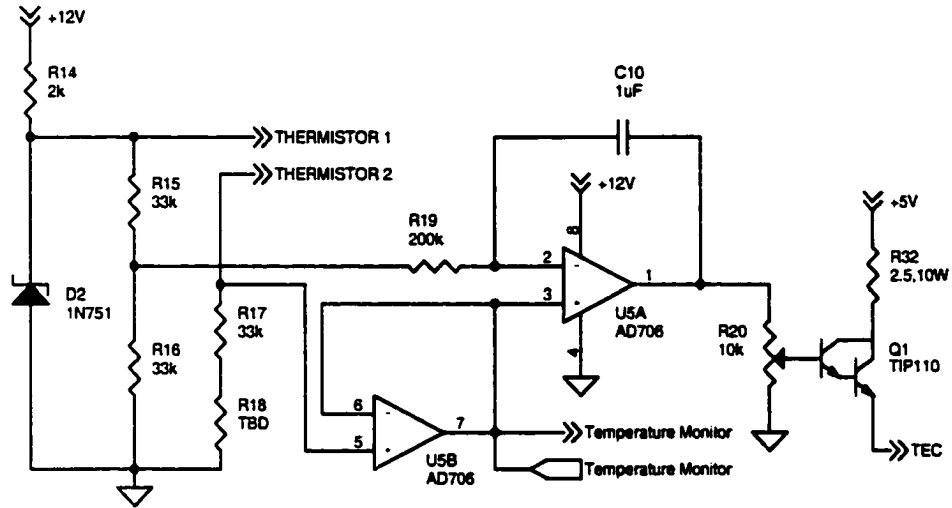 +12V
R14
2k
THERMISTOR 1
THERMISTOR 2
R15
33k
D2
1N751
R16
33k
R17
33k
R18
TBD
R19
200k
C10
1uF
+12V
8
2
-
3
1
U5A
AD706
4
6
-
5
7
U5B
AD706
Temperature Monitor
Temperature Monitor
R20
10k
+5V
R32
2.5,10W
Q1
TIP110
TEC